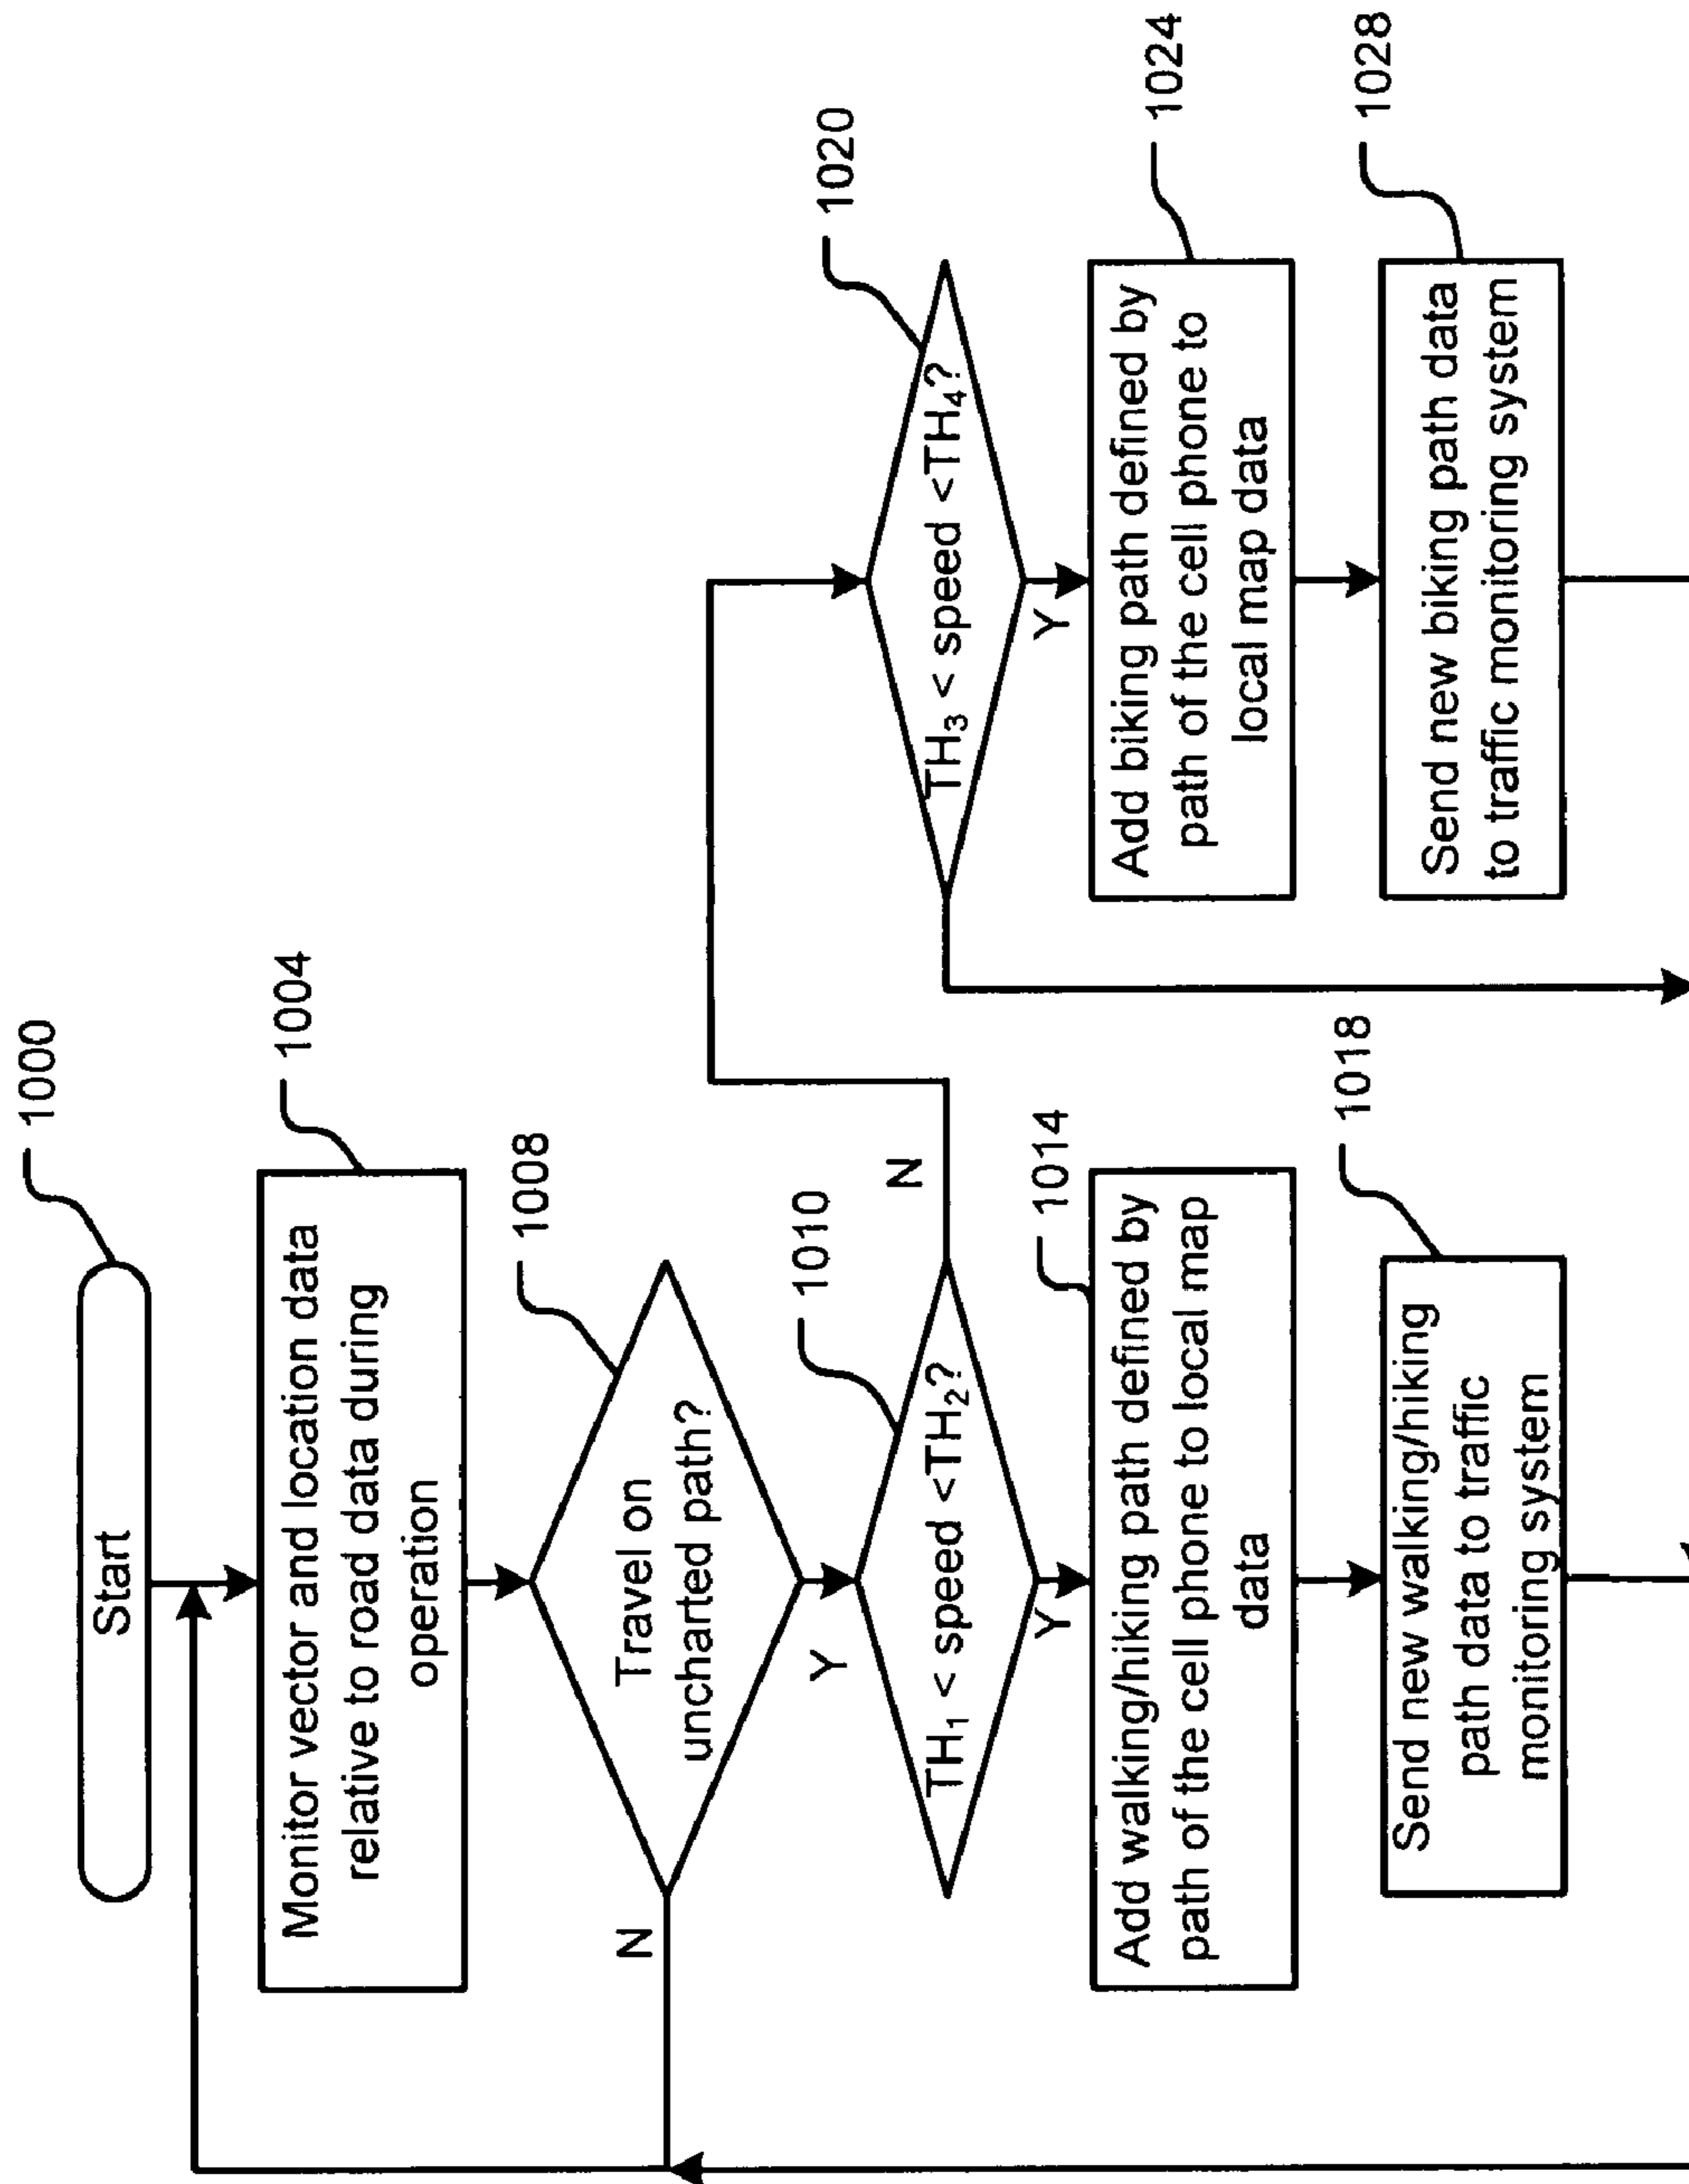 Start
1000
Monitor vector and location data
relative to road data during
operation
1004
Travel on
uncharted path?
1008
N
Y
TH₁ < speed <TH₂?
1010
N
Y
Add walking/hiking path defined by
path of the cell phone to local map
data
1014
Send new walking/hiking
path data to traffic
monitoring system
1018
TH₃ < speed <TH₄?
1020
Y
Add biking path defined by
path of the cell phone to
local map data
1024
Send new biking path data
to traffic monitoring system
1028